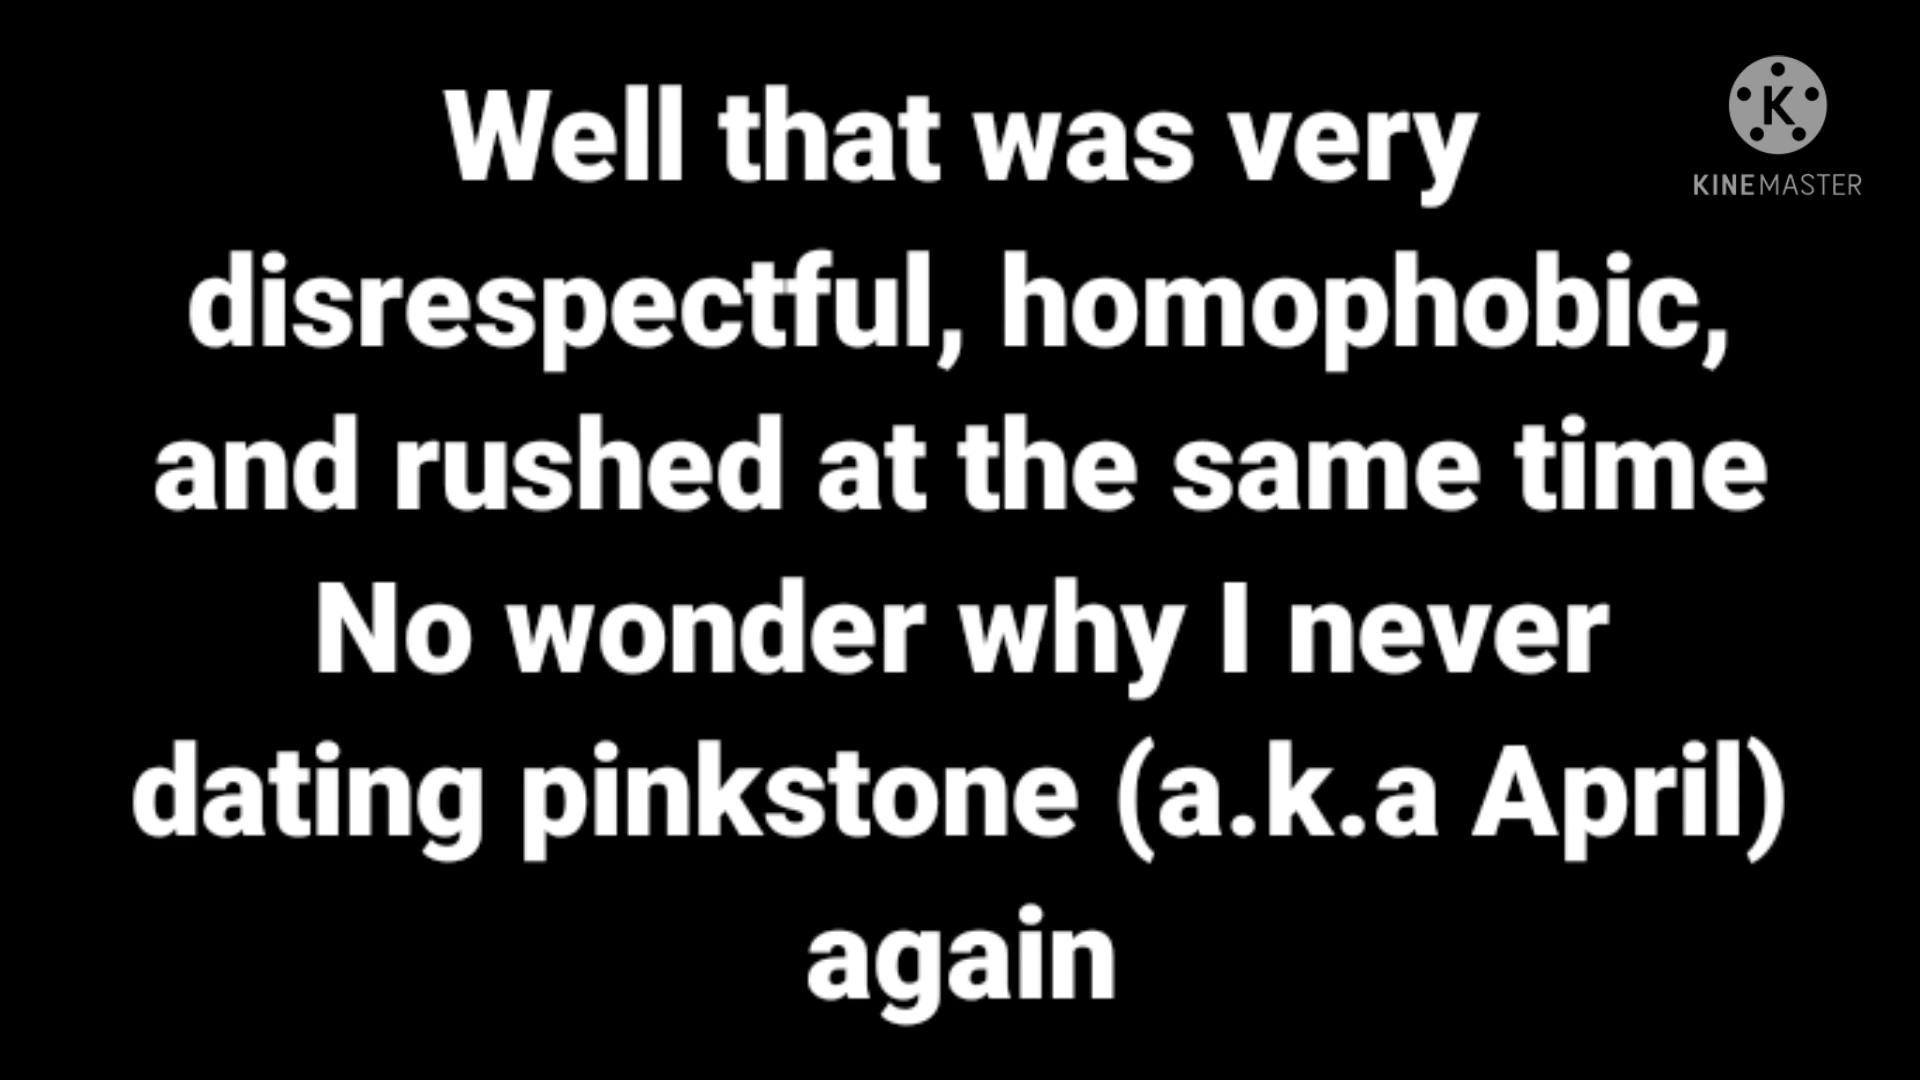 Well that was very
K
KINEMASTER
disrespectful, homophobic,
and rushed at the same time
No wonder why I never
dating pinkstone (a.k.a April)
again